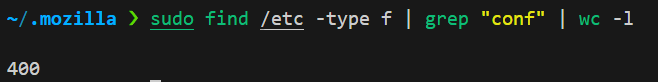 ~/.mozilla ❯ sudo find /etc -type f | grep "conf" | wc -l
400